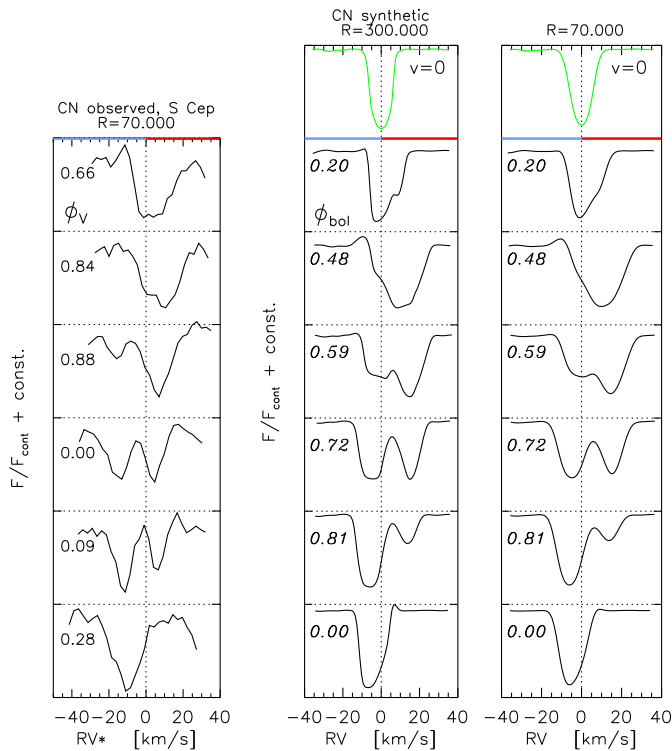 CN synthetic
R=300.000
R=70.000
v=0
v=0
CN observed, S Cep
R=70.000
0.66
ϕV
0.84
0.88
0.00
0.09
0.28
0.20
ϕbol
0.48
0.59
0.72
0.81
0.00
0.20
0.48
0.59
0.72
0.81
0.00
F/Fcont + const.
F/Fcont + const.
−40 −20 0 20 40
RV* [km/s]
−40 −20 0 20 40
RV [km/s]
−40 −20 0 20 40
RV [km/s]